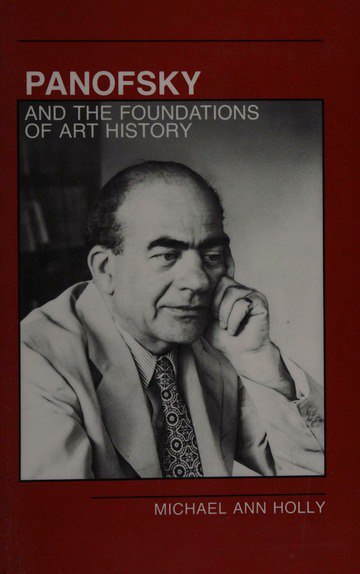 PANOFSKY
AND THE FOUNDATIONS
OF ART HISTORY
MICHAEL ANN HOLLY